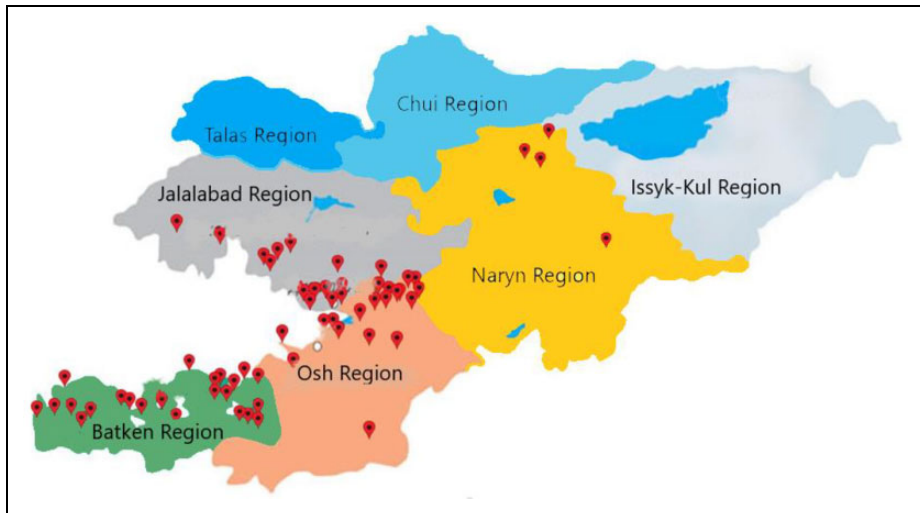 Chui Region
Talas Region
Jalalabad Region
Issyk-Kul Region
Naryn Region
Osh Region
Batken Region